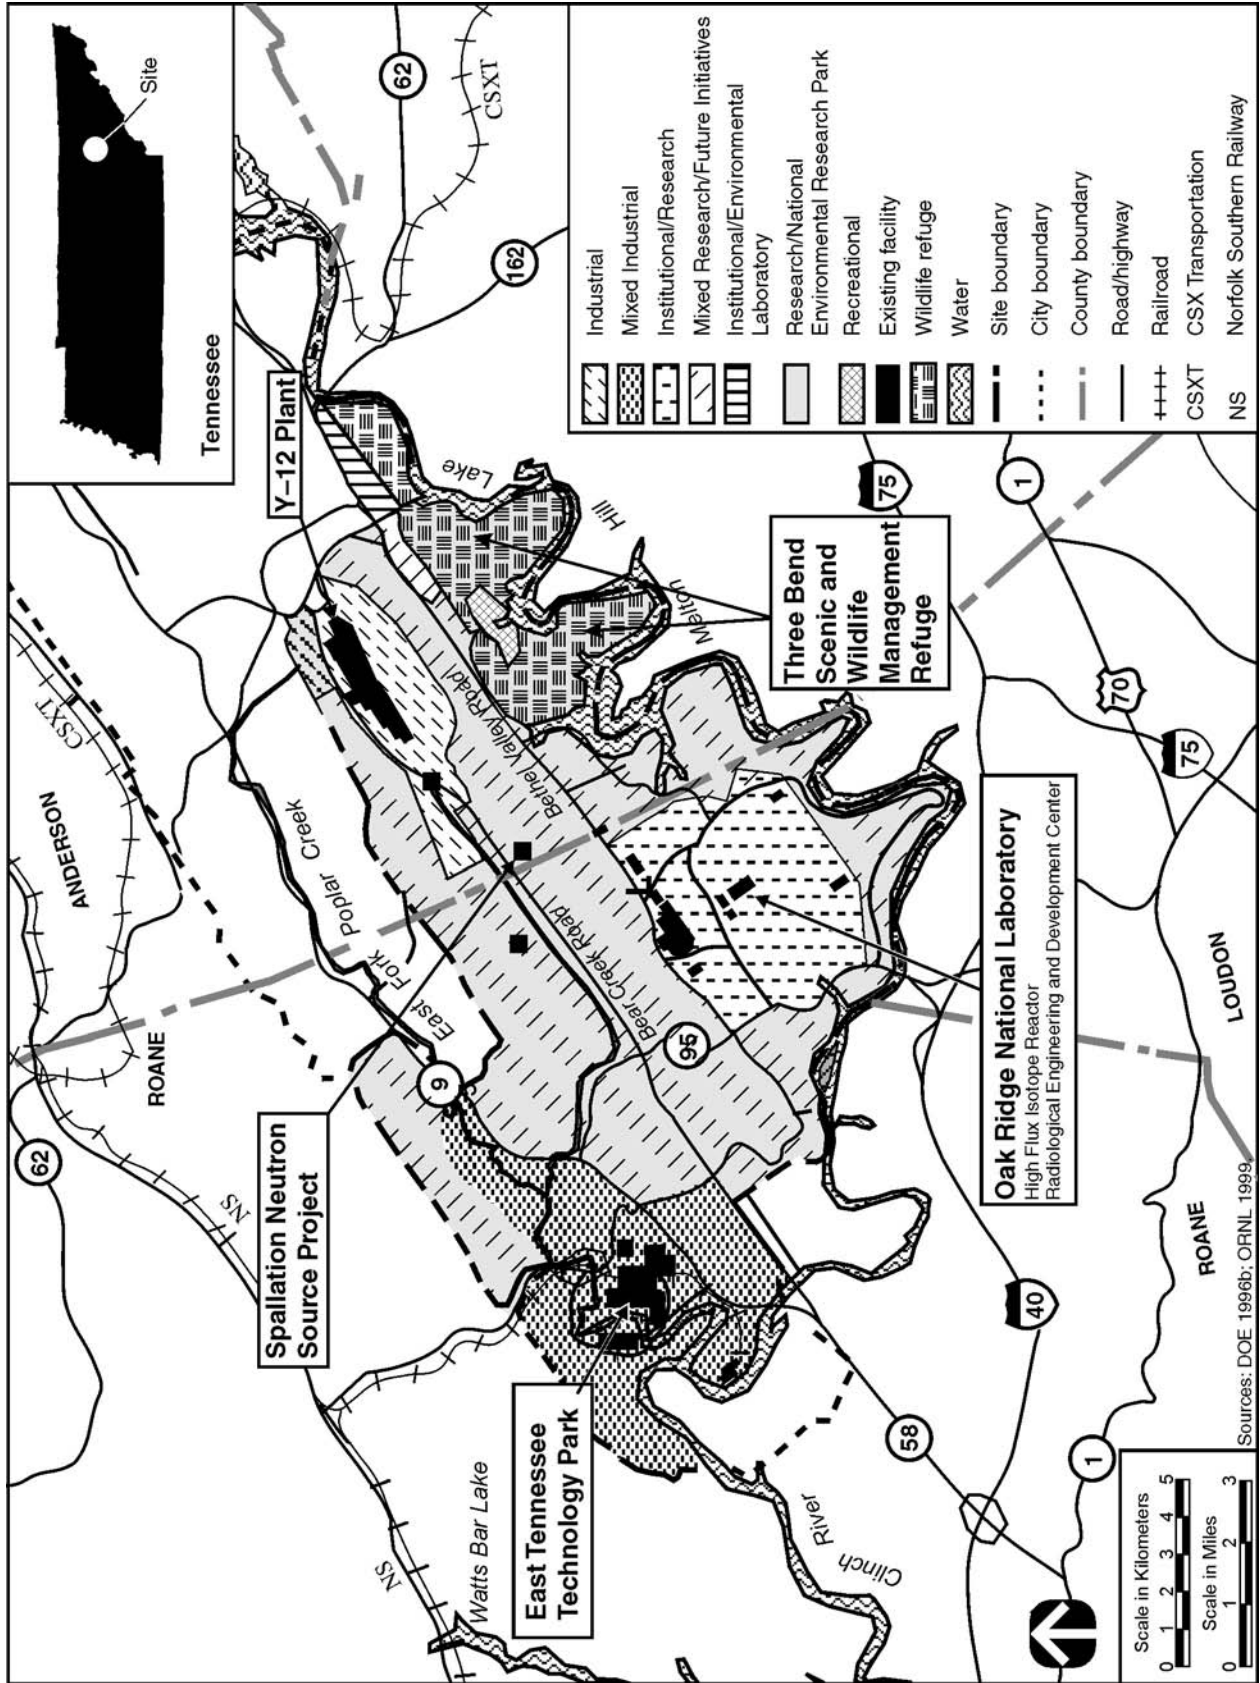 Tennessee
Site
CSXT
62
CSXT
162
Y–12 Plant
ANDERSON
Poplar Creek
East Fork
ROANE
62
NS
9
Spallation Neutron
Source Project
Bethel Valley Road
Bear Creek Road
95
Lake
Hill
Melton
Three Bend
Scenic and
Wildlife
Management
Refuge
75
1
70
75
Oak Ridge National Laboratory
High Flux Isotope Reactor
Radiological Engineering and Development Center
LOUDON
ROANE
40
58
1
East Tennessee
Technology Park
Watts Bar Lake
NS
Clinch
River
Industrial
Mixed Industrial
Institutional/Research
Mixed Research/Future Initiatives
Institutional/Environmental
Laboratory
Research/National
Environmental Research Park
Recreational
Existing facility
Wildlife refuge
Water
Site boundary
City boundary
County boundary
Road/highway
Railroad
CSXT CSX Transportation
NS Norfolk Southern Railway
Scale in Kilometers
0 1 2 3 4 5
Scale in Miles
0 1 2 3
Sources: DOE 1996b; ORNL 1999.